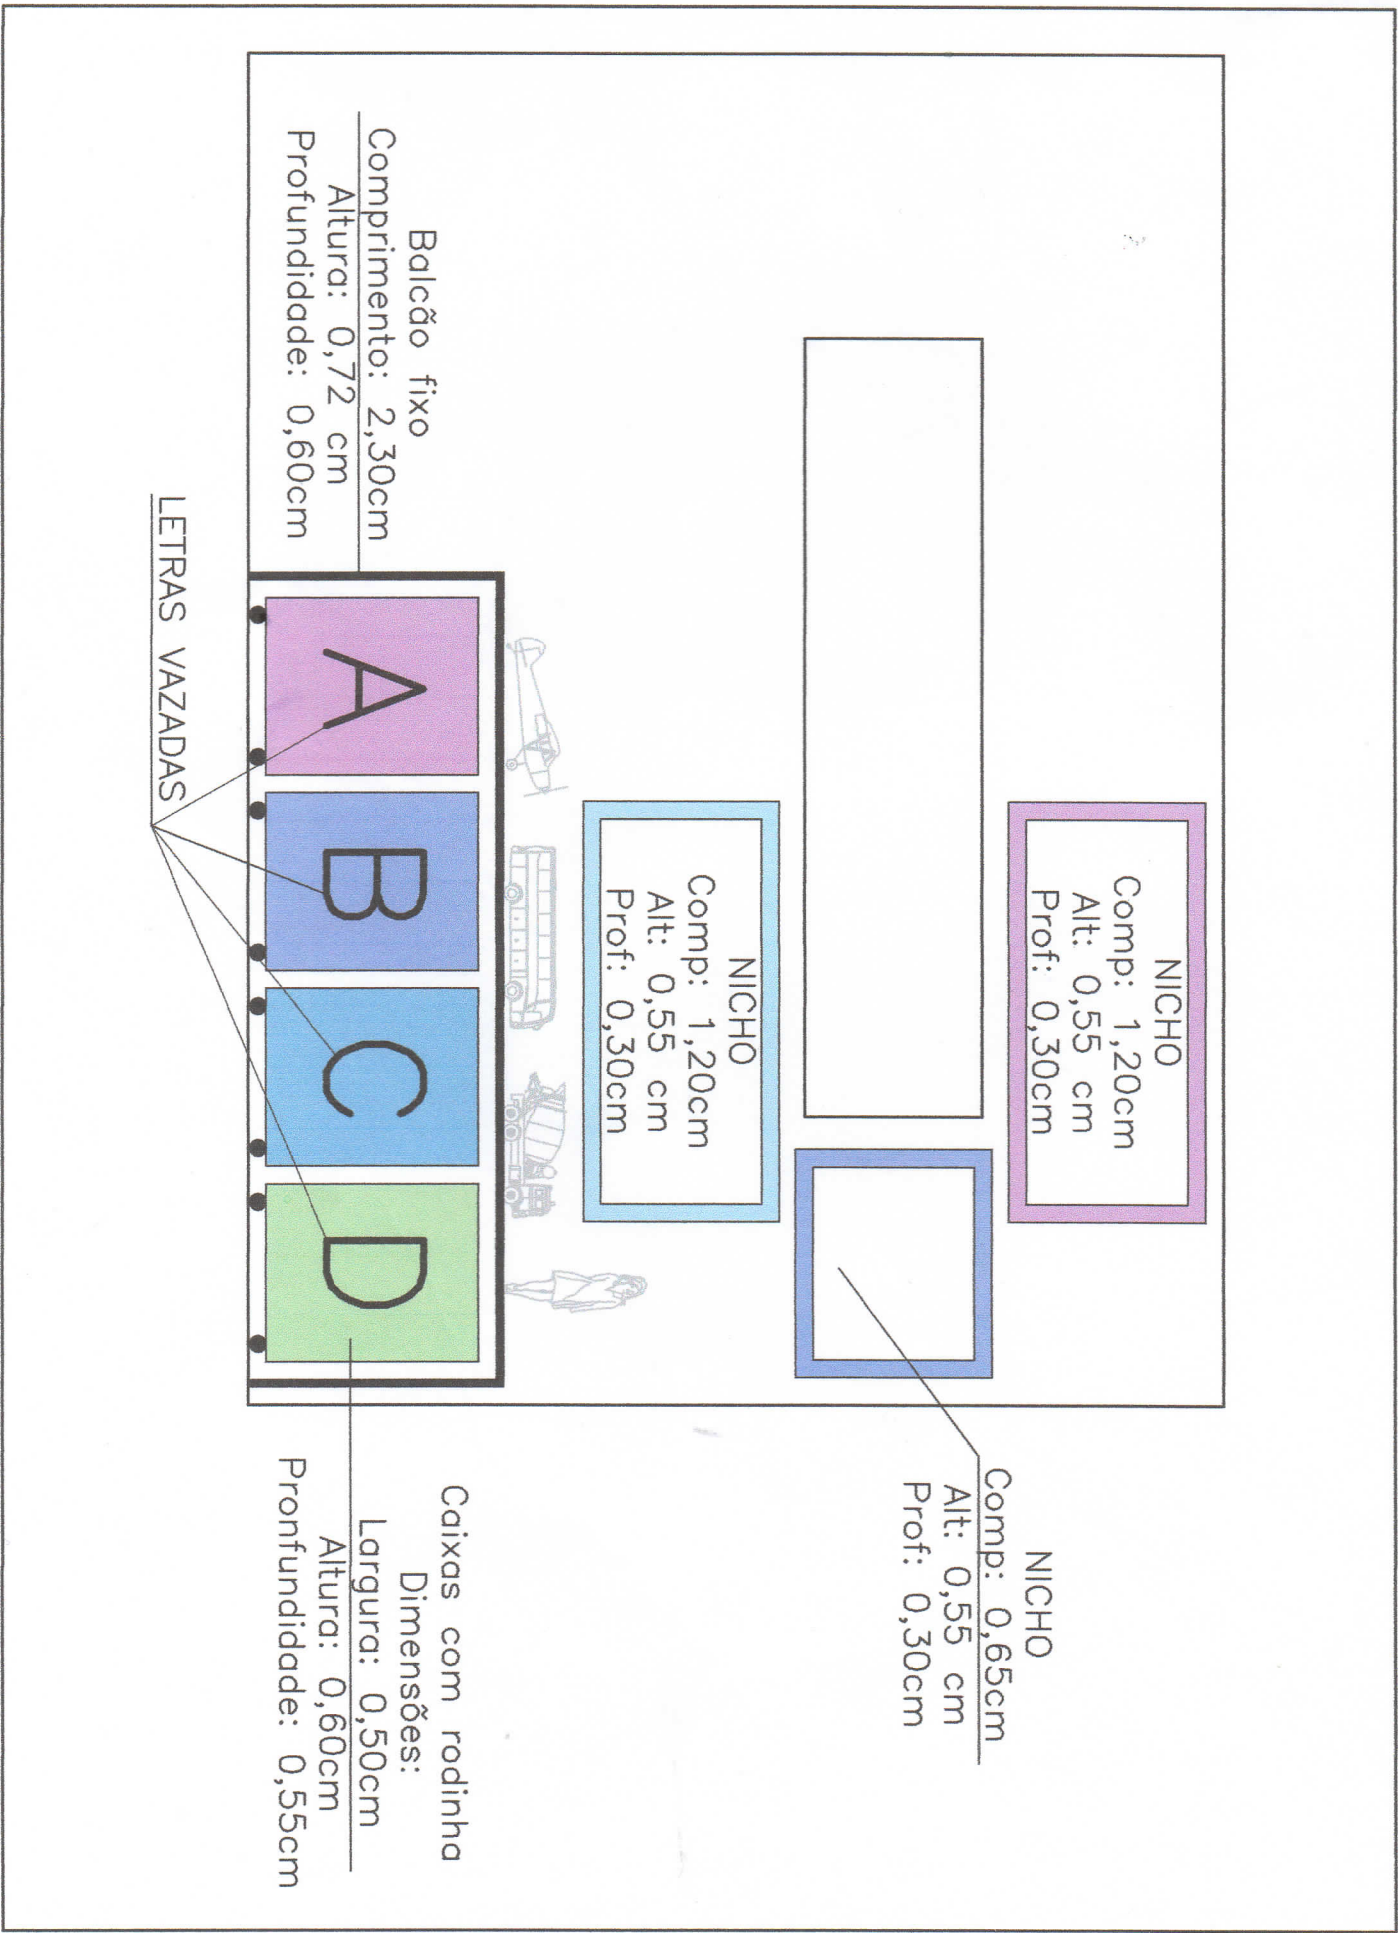 NICHO
Comp: 1,20cm
Alt: 0,55 cm
Prof: 0,30cm
NICHO
Comp: 0,65cm
Alt: 0,55 cm
Prof: 0,30cm
NICHO
Comp: 1,20cm
Alt: 0,55 cm
Prof: 0,30cm
Balcão fixo
Comprimento: 2,30cm
Altura: 0,72 cm
Profundidade: 0,60cm
A B C D
Caixas com rodinha
Dimensões:
Largura: 0,50cm
Altura: 0,60cm
Pronfundidade: 0,55cm
LETRAS VAZADAS